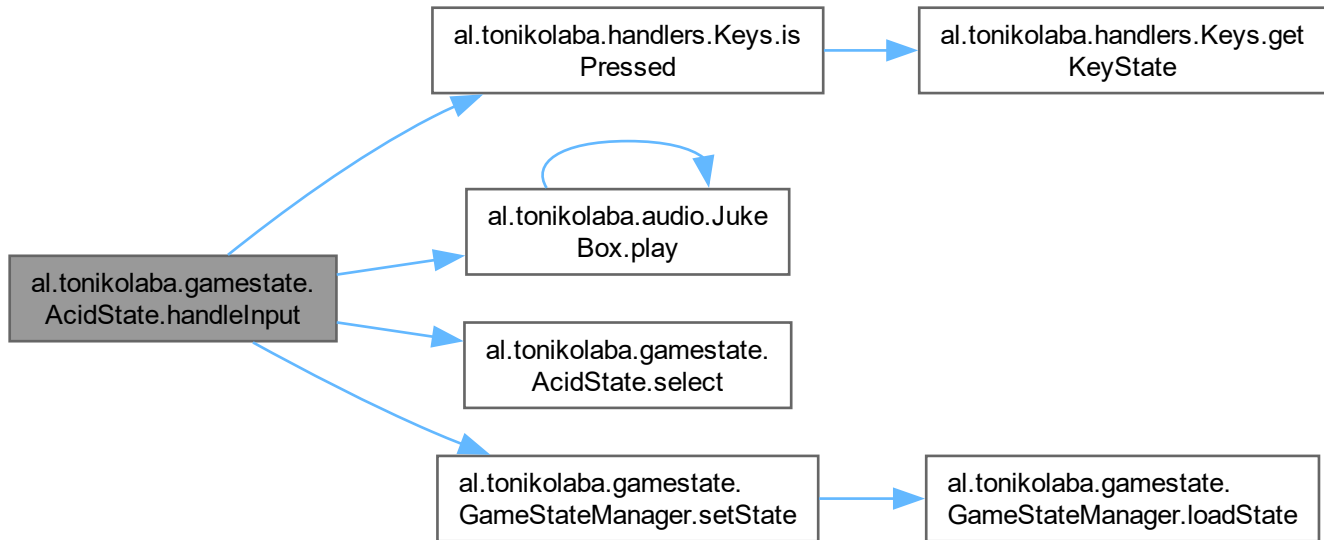 al.tonikolaba.handlers.Keys.is
Pressed
al.tonikolaba.handlers.Keys.get
KeyState
al.tonikolaba.audio.Juke
Box.play
al.tonikolaba.gamestate.
AcidState.handleInput
al.tonikolaba.gamestate.
AcidState.select
al.tonikolaba.gamestate.
GameStateManager.setState
al.tonikolaba.gamestate.
GameStateManager.loadState